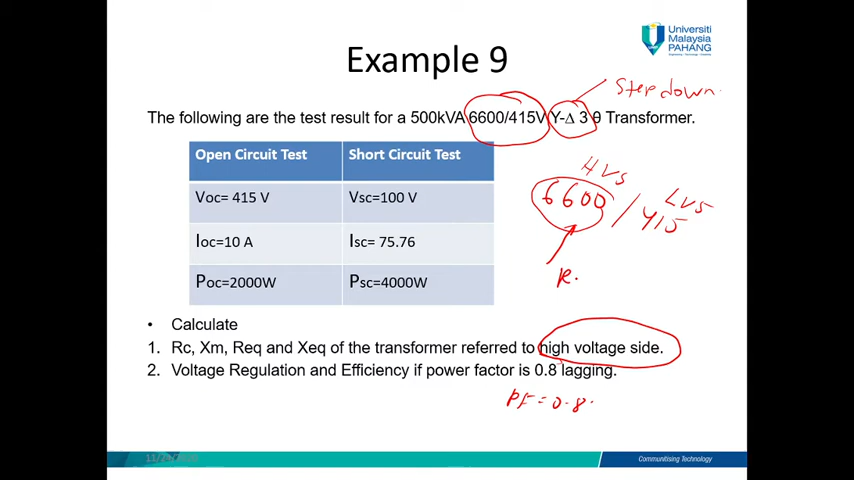 Universiti
Malaysia
PAHANG
Engineering • Technology • Creativity
Example 9
Step down.
The following are the test result for a 500kVA 6600/415V Y-Δ 3 θ Transformer.
Open Circuit Test Short Circuit Test
Voc= 415 V Vsc=100 V
Ioc=10 A Isc= 75.76
Poc=2000W Psc=4000W
HVS
LVS
6600 / 415
R.
• Calculate
1. Rc, Xm, Req and Xeq of the transformer referred to high voltage side.
2. Voltage Regulation and Efficiency if power factor is 0.8 lagging.
PF = 0.8.
Communitising Technology